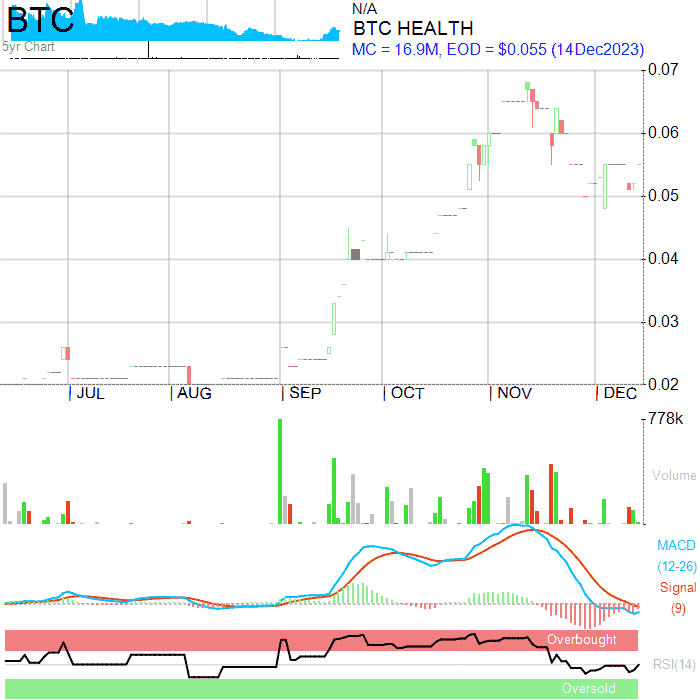 BTC
5yr Chart
N/A
BTC HEALTH
MC = 16.9M, EOD = $0.055 (14Dec2023)
0.07
0.06
0.05
0.04
0.03
0.02
JUL AUG SEP OCT NOV DEC
778k
Volume
MACD
(12-26)
Signal
(9)
Overbought
RSI(14)
Oversold